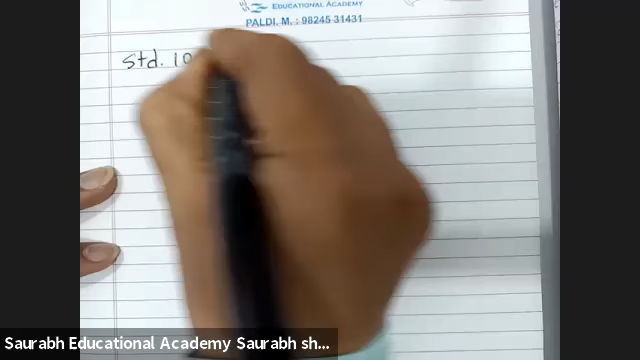 EDUCATIONAL ACADEMY
PALDI. M. : 98245 31431
Std. 10
Saurabh Educational Academy Saurabh sh...